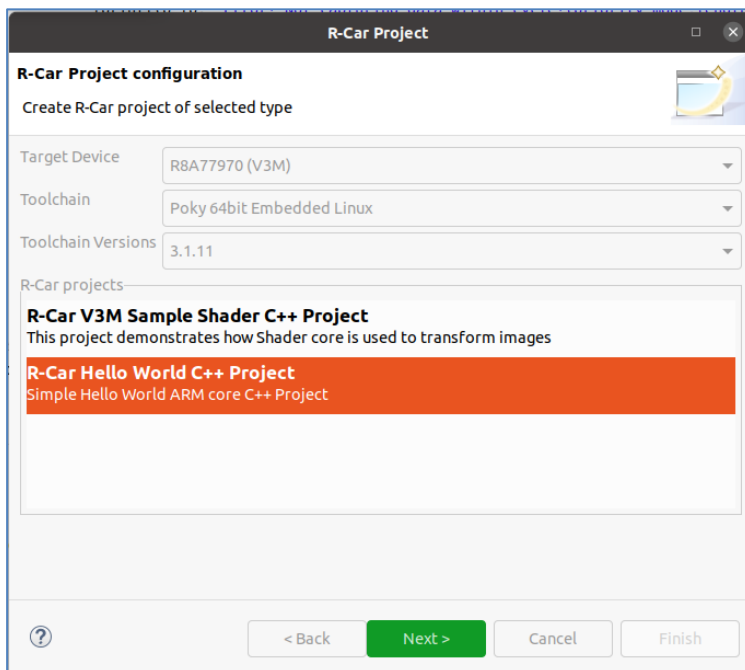 R-Car Project
R-Car Project configuration
Create R-Car project of selected type
Target Device
R8A77970 (V3M)
Toolchain
Poky 64bit Embedded Linux
Toolchain Versions
3.1.11
R-Car projects
R-Car V3M Sample Shader C++ Project
This project demonstrates how Shader core is used to transform images
R-Car Hello World C++ Project
Simple Hello World ARM core C++ Project
?
< Back
Next >
Cancel
Finish